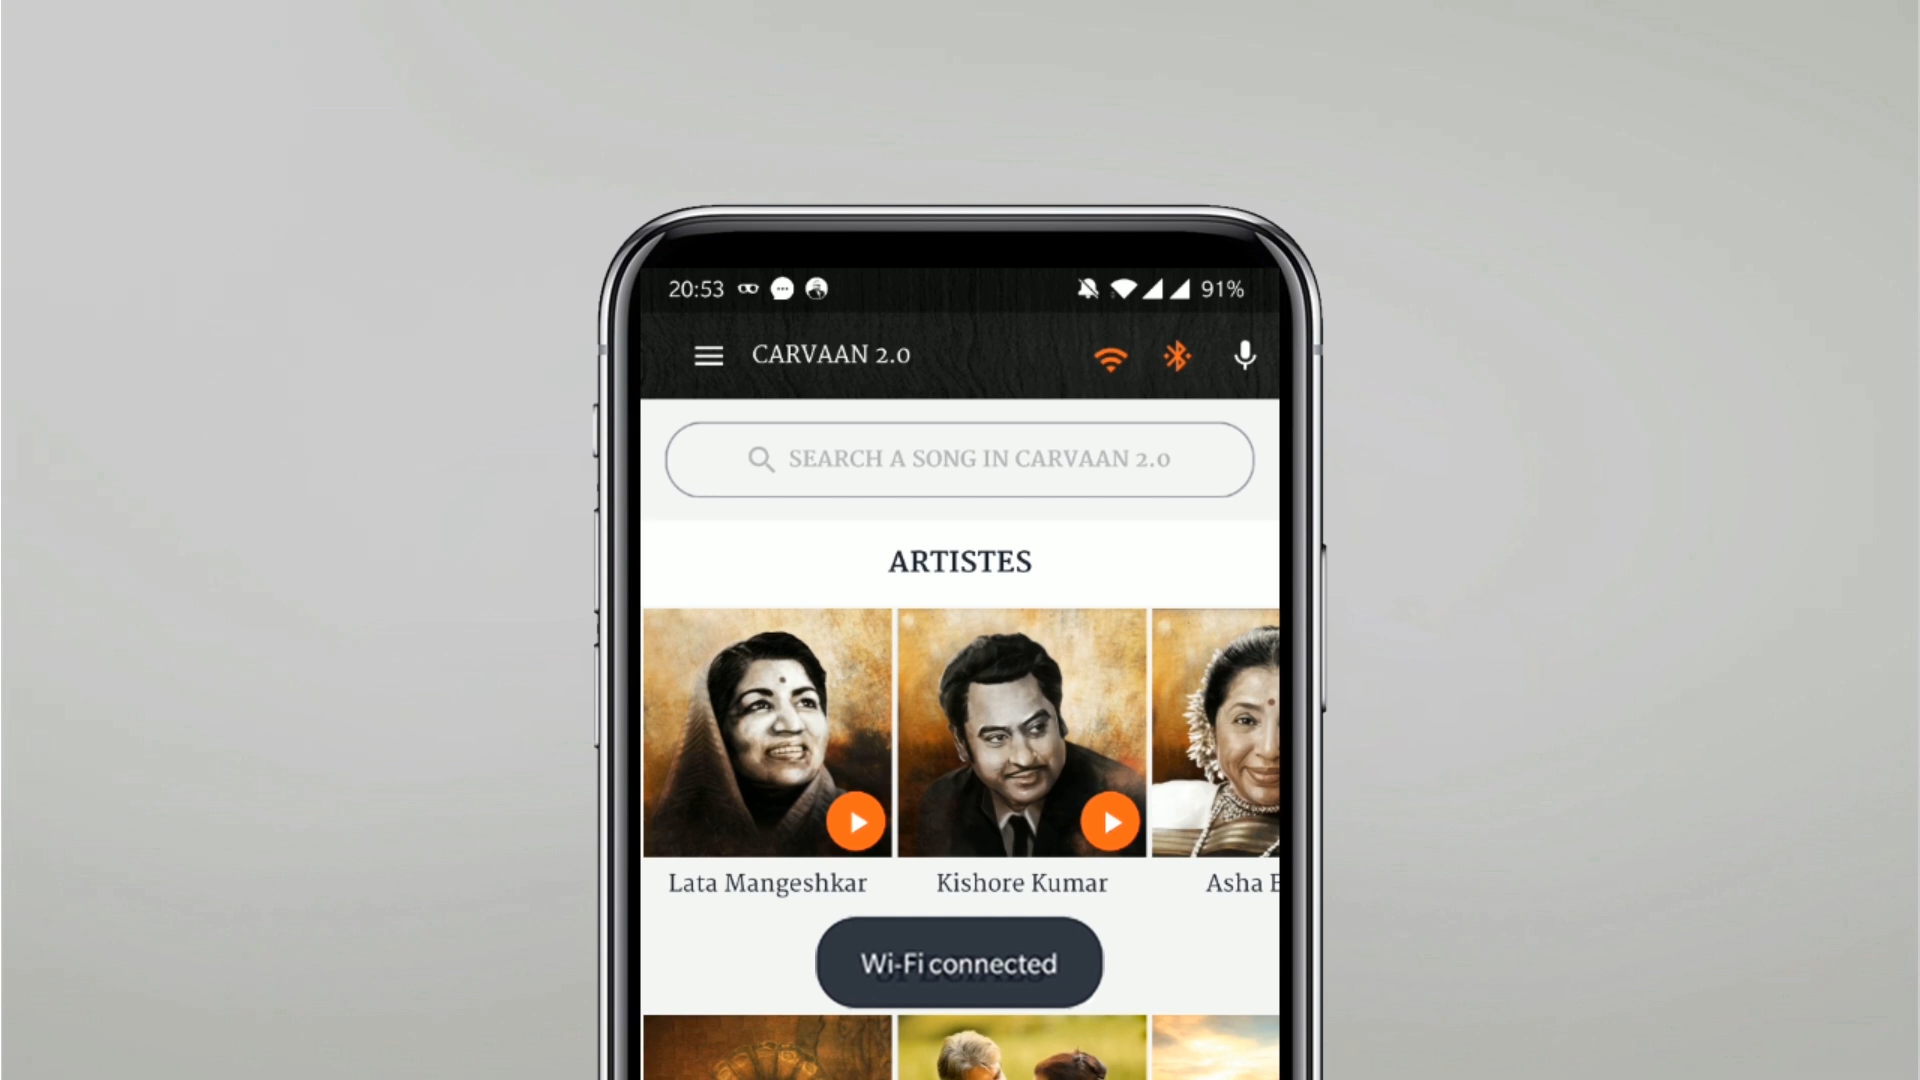 20:53
91%
CARVAAN 2.0
SEARCH A SONG IN CARVAAN 2.0
ARTISTES
Lata Mangeshkar
Kishore Kumar
Asha
Wi-Fi connected